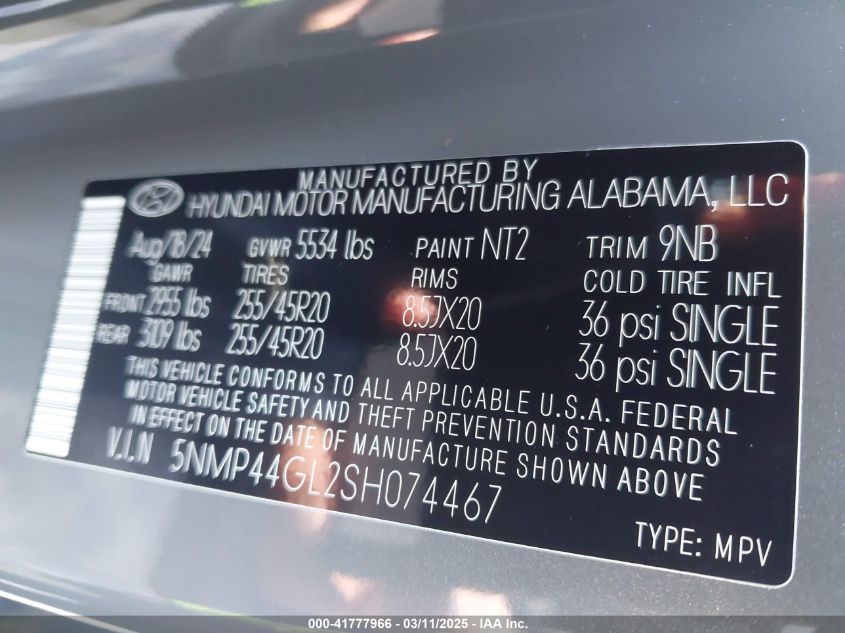 MANUFACTURED BY
HYUNDAI MOTOR MANUFACTURING ALABAMA, LLC
Aug/18/24 GVWR 5534 lbs PAINT NT2 TRIM 9NB
GAWR TIRES RIMS COLD TIRE INFL
FRONT 2955 lbs 255/45R20 8.5JX20 36 psi SINGLE
REAR 3109 lbs 255/45R20 8.5JX20 36 psi SINGLE
THIS VEHICLE CONFORMS TO ALL APPLICABLE U.S.A. FEDERAL
MOTOR VEHICLE SAFETY AND THEFT PREVENTION STANDARDS
IN EFFECT ON THE DATE OF MANUFACTURE SHOWN ABOVE
V.I.N 5NMP44GL2SH074467
TYPE: MPV
000-41777966 - 03/11/2025 - IAA Inc.